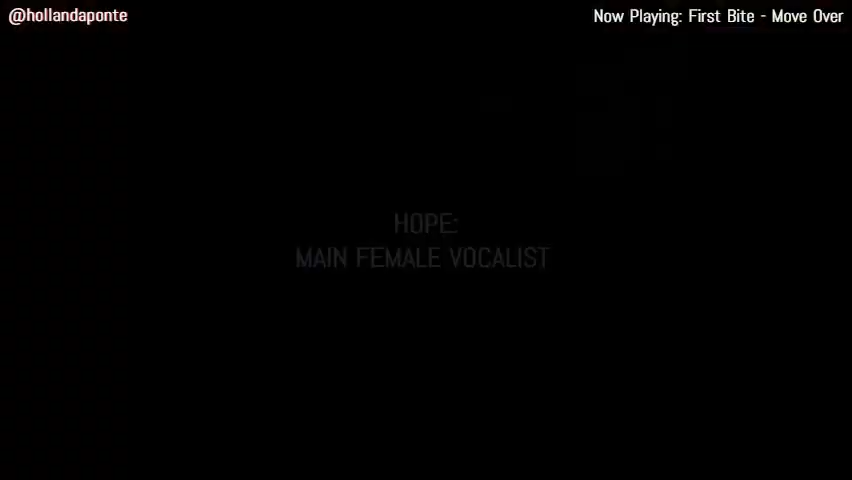 @hollandaponte
Now Playing: First Bite - Move Over
HOPE:
MAIN FEMALE VOCALIST